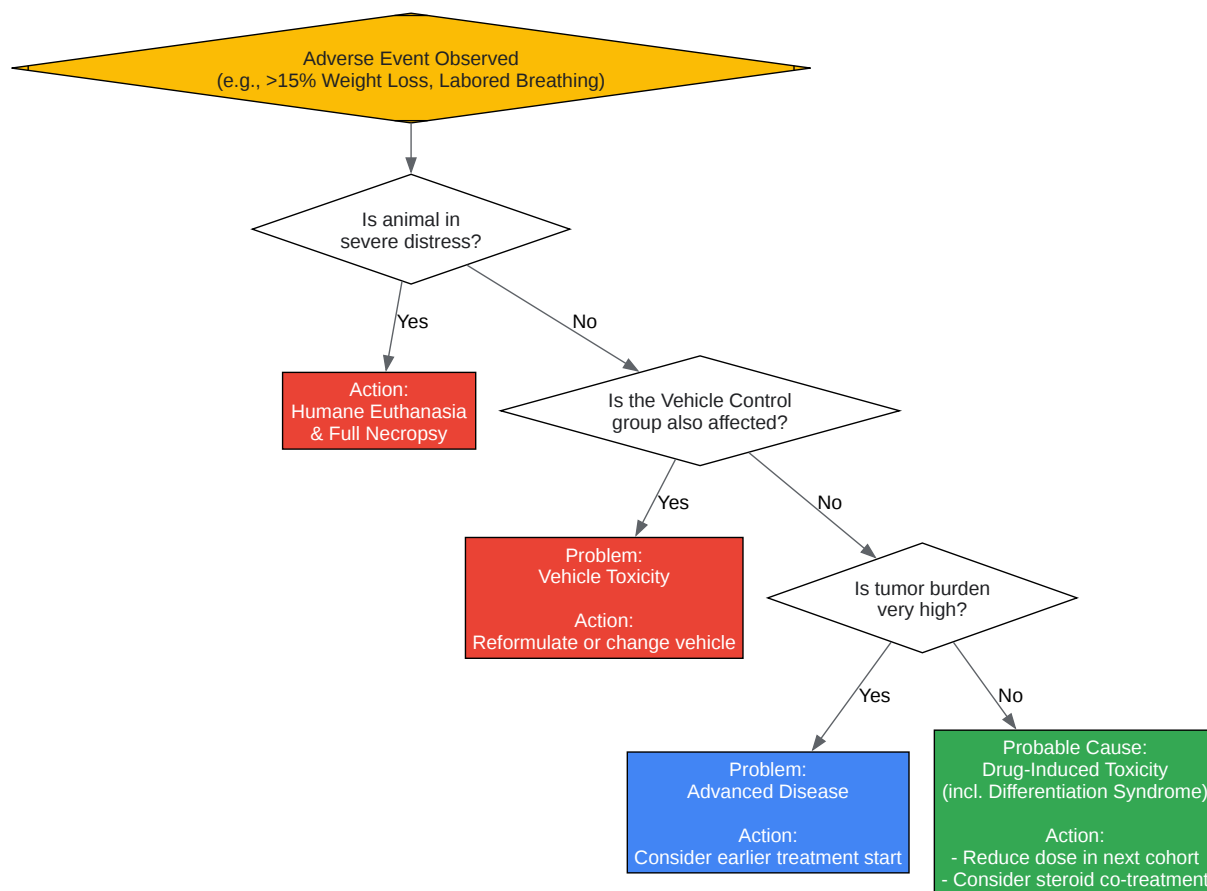 Adverse Event Observed
(e.g., >15% Weight Loss, Labored Breathing)
Is animal in
severe distress?
Yes
No
Action:
Humane Euthanasia
& Full Necropsy
Is the Vehicle Control
group also affected?
Yes
No
Problem:
Vehicle Toxicity
Action:
Reformulate or change vehicle
Is tumor burden
very high?
Yes
No
Problem:
Advanced Disease
Action:
Consider earlier treatment start
Probable Cause:
Drug-Induced Toxicity
(incl. Differentiation Syndrome)
Action:
- Reduce dose in next cohort
- Consider steroid co-treatment